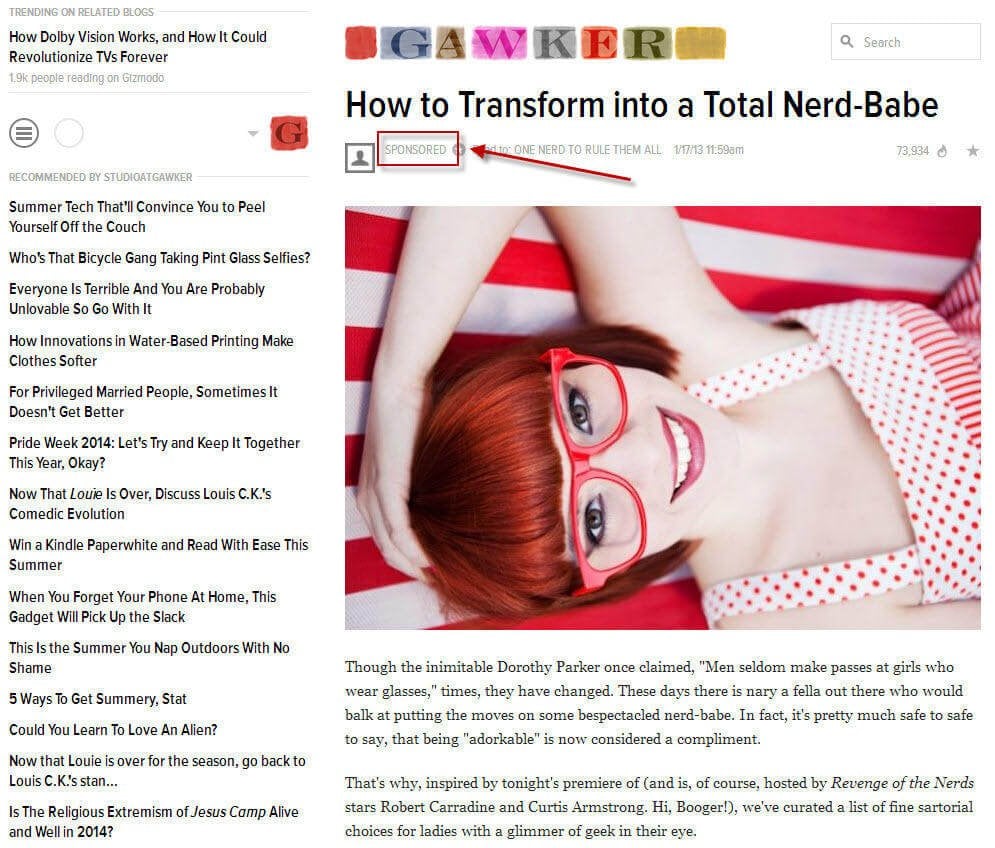 TRENDING ON RELATED BLOGS
How Dolby Vision Works, and How It Could
Revolutionize TVs Forever
1.9k people reading on Gizmodo
G
RECOMMENDED BY STUDIOATGAWKER
Summer Tech That'll Convince You to Peel
Yourself Off the Couch
Who's That Bicycle Gang Taking Pint Glass Selfies?
Everyone Is Terrible And You Are Probably
Unlovable So Go With It
How Innovations in Water-Based Printing Make
Clothes Softer
For Privileged Married People, Sometimes It
Doesn't Get Better
Pride Week 2014: Let's Try and Keep It Together
This Year, Okay?
Now That Louie Is Over, Discuss Louis C.K.'s
Comedic Evolution
Win a Kindle Paperwhite and Read With Ease This
Summer
When You Forget Your Phone At Home, This
Gadget Will Pick Up the Slack
This Is the Summer You Nap Outdoors With No
Shame
5 Ways To Get Summery, Stat
Could You Learn To Love An Alien?
Now that Louie is over for the season, go back to
Louis C.K.'s stan...
Is The Religious Extremism of Jesus Camp Alive
and Well in 2014?
GAWKER
Search
How to Transform into a Total Nerd-Babe
SPONSORED to: ONE NERD TO RULE THEM ALL 1/17/13 11:59am 73,934
Though the inimitable Dorothy Parker once claimed, "Men seldom make passes at girls who
wear glasses," times, they have changed. These days there is nary a fella out there who would
balk at putting the moves on some bespectacled nerd-babe. In fact, it's pretty much safe to safe
to say, that being "adorkable" is now considered a compliment.
That's why, inspired by tonight's premiere of (and is, of course, hosted by Revenge of the Nerds
stars Robert Carradine and Curtis Armstrong. Hi, Booger!), we've curated a list of fine sartorial
choices for ladies with a glimmer of geek in their eye.